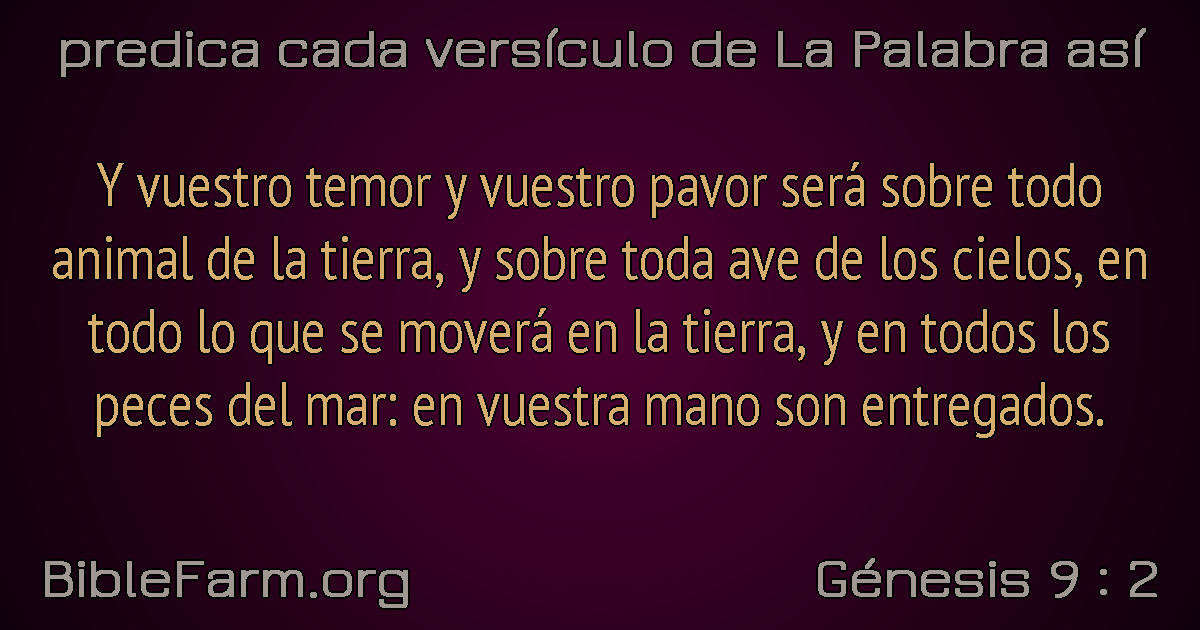 predica cada versículo de La Palabra así
Y vuestro temor y vuestro pavor será sobre todo
animal de la tierra, y sobre toda ave de los cielos, en
todo lo que se moverá en la tierra, y en todos los
peces del mar: en vuestra mano son entregados.
BibleFarm.org
Génesis 9 : 2